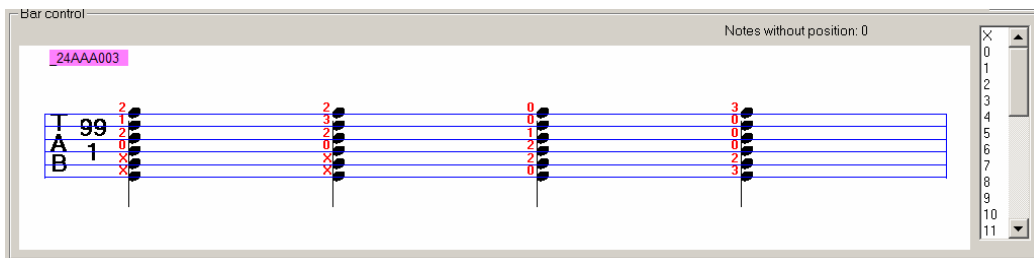 Bar control
Notes without position: 0
_24AAA003
2 2 0 3
T 1 3 0 0
99
2 2 1 0
A 0 0 2 0
1
B X X 2 2
X X 0 3
X
0
1
2
3
4
5
6
7
8
9
10
11